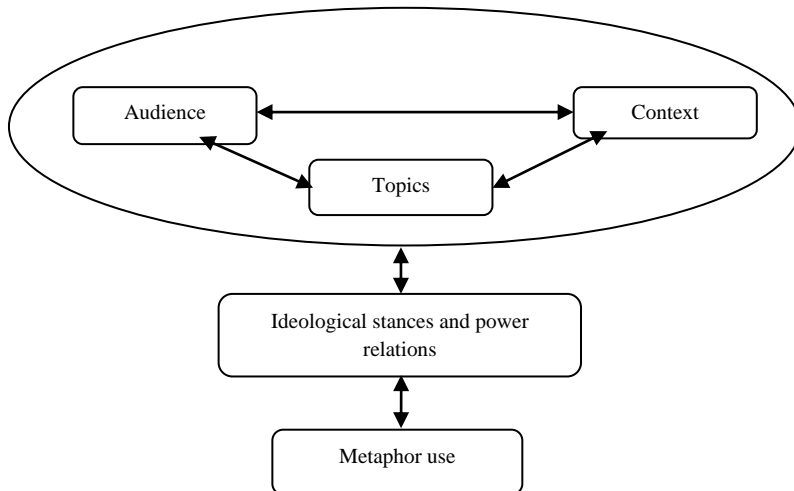 Audience
Context
Topics
Ideological stances and power
relations
Metaphor use